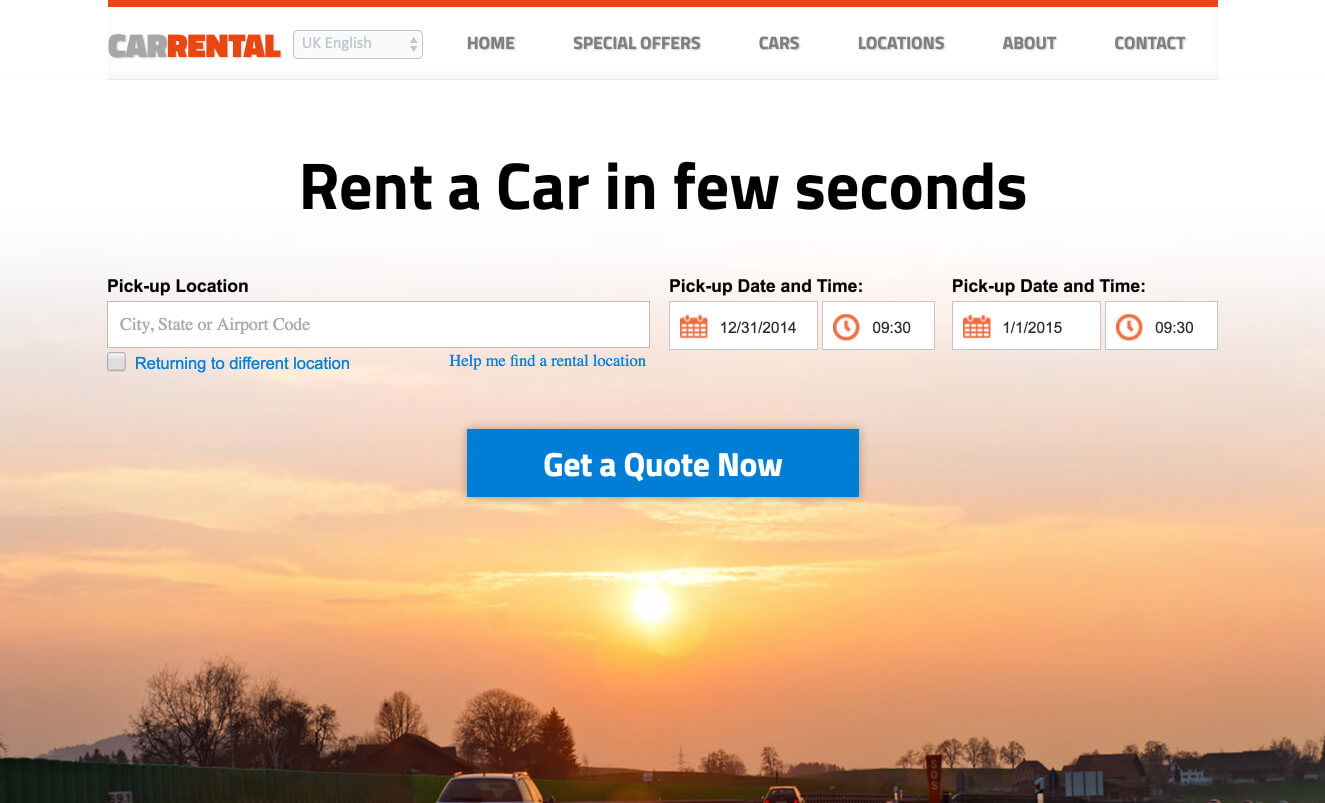 CARRENTAL
UK English
HOME
SPECIAL OFFERS
CARS
LOCATIONS
ABOUT
CONTACT
Rent a Car in few seconds
Pick-up Location
Pick-up Date and Time:
Pick-up Date and Time:
City, State or Airport Code
12/31/2014
09:30
1/1/2015
09:30
Returning to different location
Help me find a rental location
Get a Quote Now
SOS
691